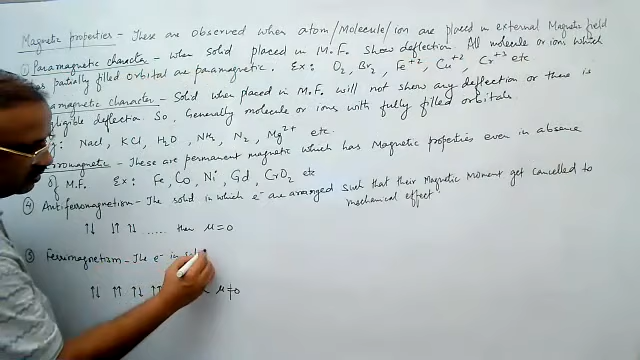 Magnetic properties - These are observed when atom/Molecule/ion are placed in external Magnetic field
(1) Paramagnetic character - when solid placed in M.F. show deflection. All molecule or ions which
has partially filled orbital are paramagnetic. Ex: O2, Br2, Fe+2, Cu+2, Cr+3 etc
amagnetic character - Solid when placed in M.F. will not show any deflection or there is
gligible deflection. So, Generally molecule or ions with fully filled orbitals
g: NaCl, KCl, H2O, NH3, N2, Mg2+ etc.
romagnetic - These are permanent magnetic which has Magnetic properties even in absence
of M.F. Ex: Fe, Co, Ni, Gd, CrO2 etc
(4) Antiferromagnetism - The solid in which e- are arranged such that their Magnetic Moment get cancelled to
mechanical effect
↑↓ ↓↑ ↑↓ ...... then μ=0
(5) Ferrimagnetism - The e- in sol
↑↓ ↑↑ ↑↓ ↑↑ μ≠0